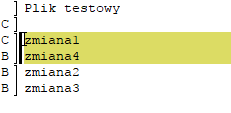 Plik testowy
C
C zmiana1
B zmiana4
B zmiana2
B zmiana3